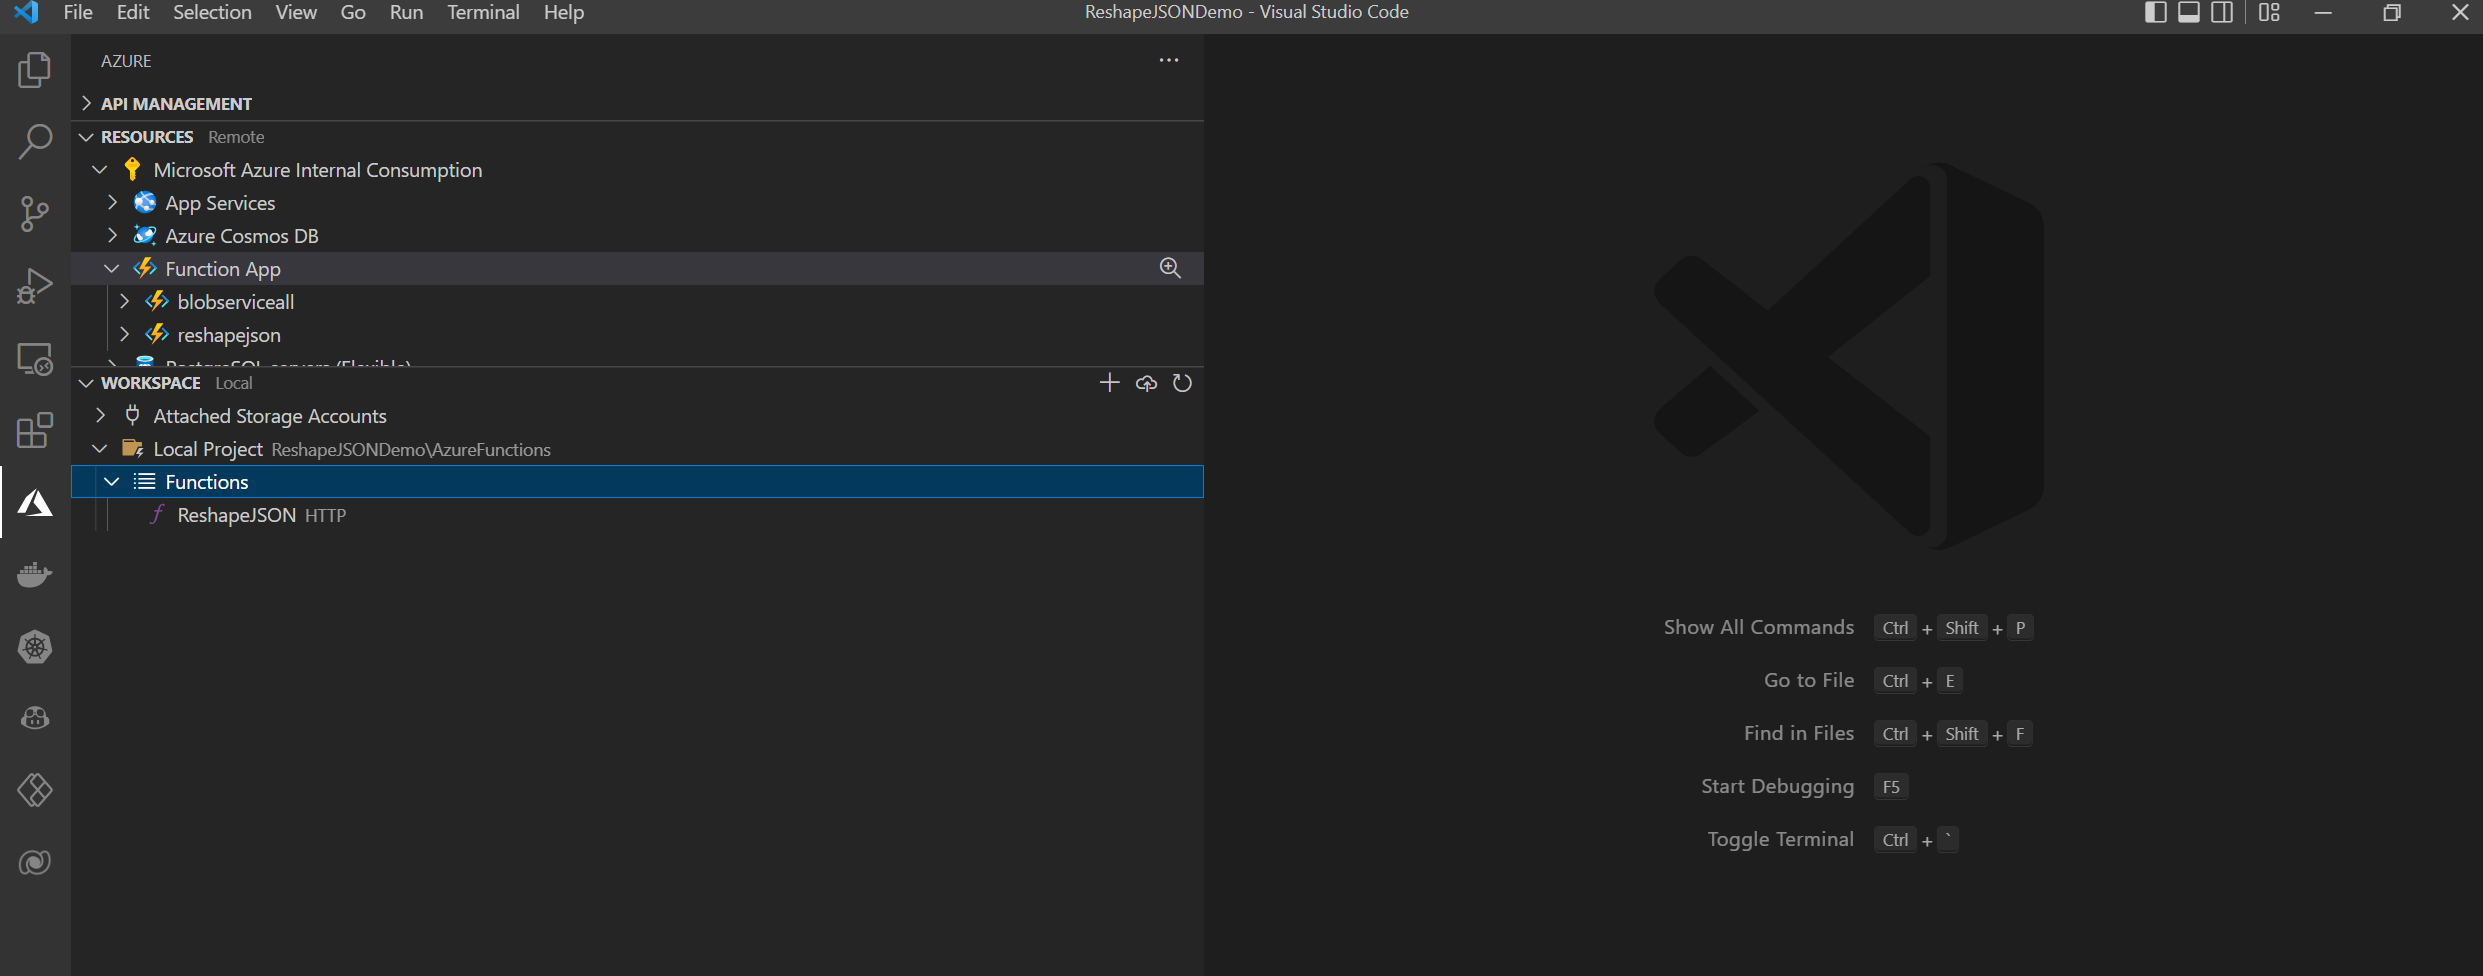 File Edit Selection View Go Run Terminal Help
ReshapeJSONDemo - Visual Studio Code
AZURE
API MANAGEMENT
RESOURCES Remote
Microsoft Azure Internal Consumption
App Services
Azure Cosmos DB
Function App
blobserviceall
reshapejson
PostgreSQL servers (Flexible)
WORKSPACE Local
Attached Storage Accounts
Local Project ReshapeJSONDemo\AzureFunctions
Functions
ReshapeJSON HTTP
Show All Commands Ctrl + Shift + P
Go to File Ctrl + E
Find in Files Ctrl + Shift + F
Start Debugging F5
Toggle Terminal Ctrl + `